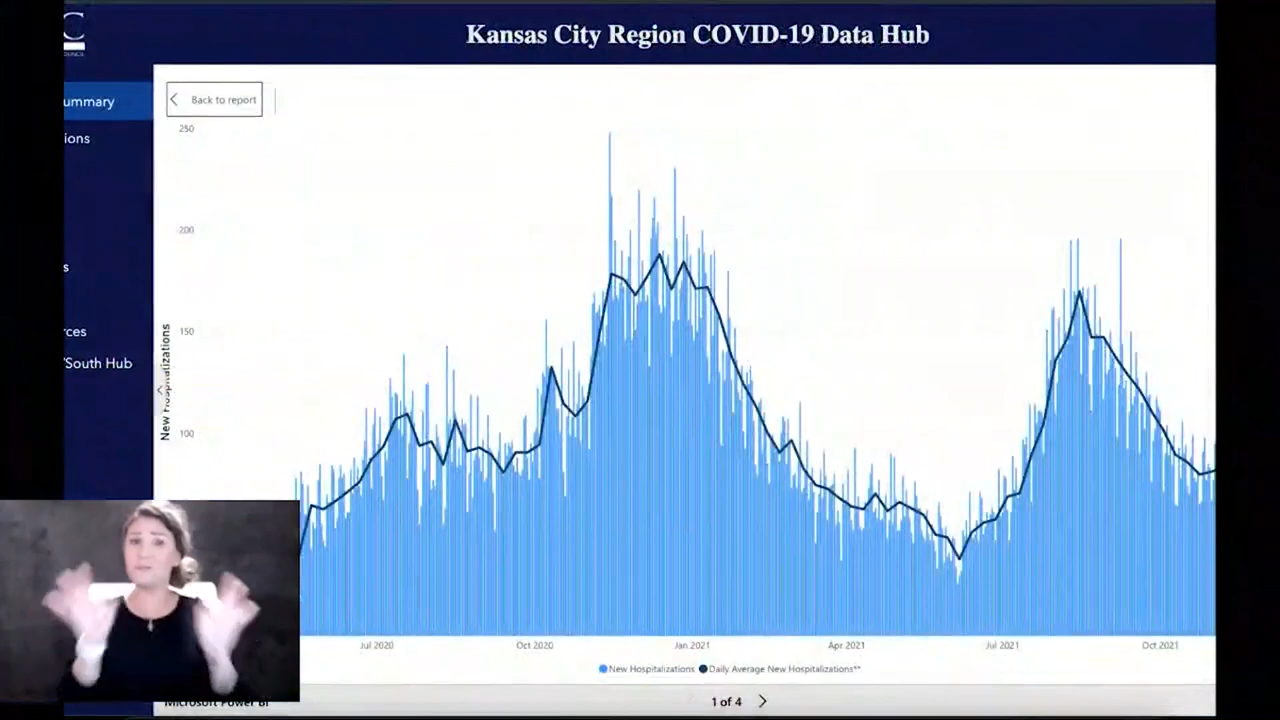 Kansas City Region COVID-19 Data Hub
C
ummary
Back to report
ions
s
rces
/South Hub
250
200
150
100
New Hospitalizations
Jul 2020
Oct 2020
Jan 2021
Apr 2021
Jul 2021
Oct 2021
New Hospitalizations
Daily Average New Hospitalizations**
Microsoft Power BI
1 of 4